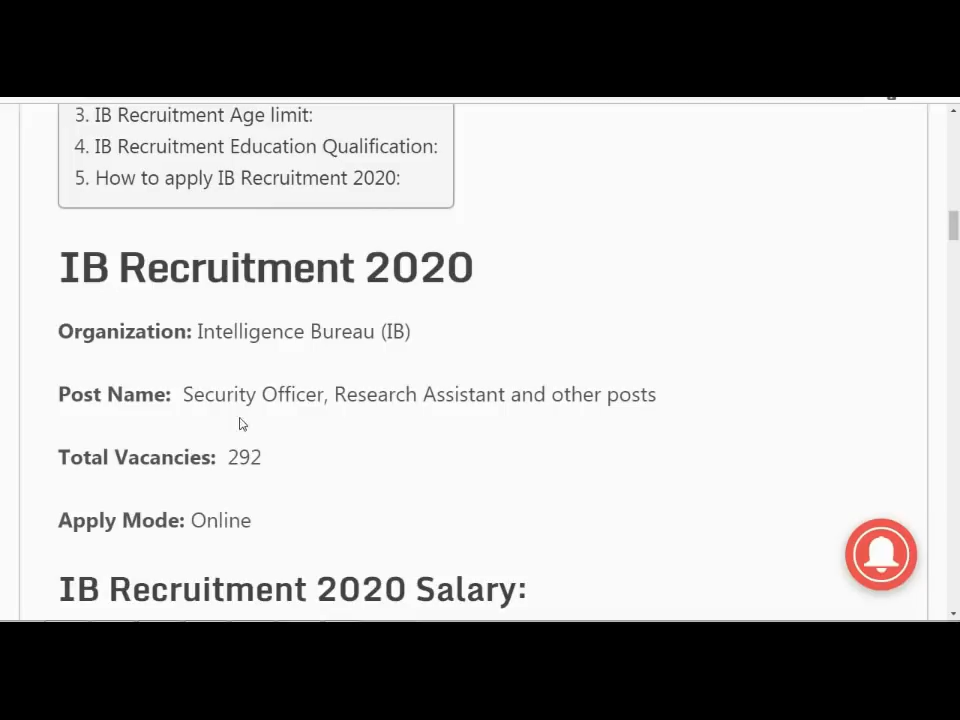 3. IB Recruitment Age limit:
4. IB Recruitment Education Qualification:
5. How to apply IB Recruitment 2020:
IB Recruitment 2020
Organization: Intelligence Bureau (IB)
Post Name: Security Officer, Research Assistant and other posts
Total Vacancies: 292
Apply Mode: Online
IB Recruitment 2020 Salary: